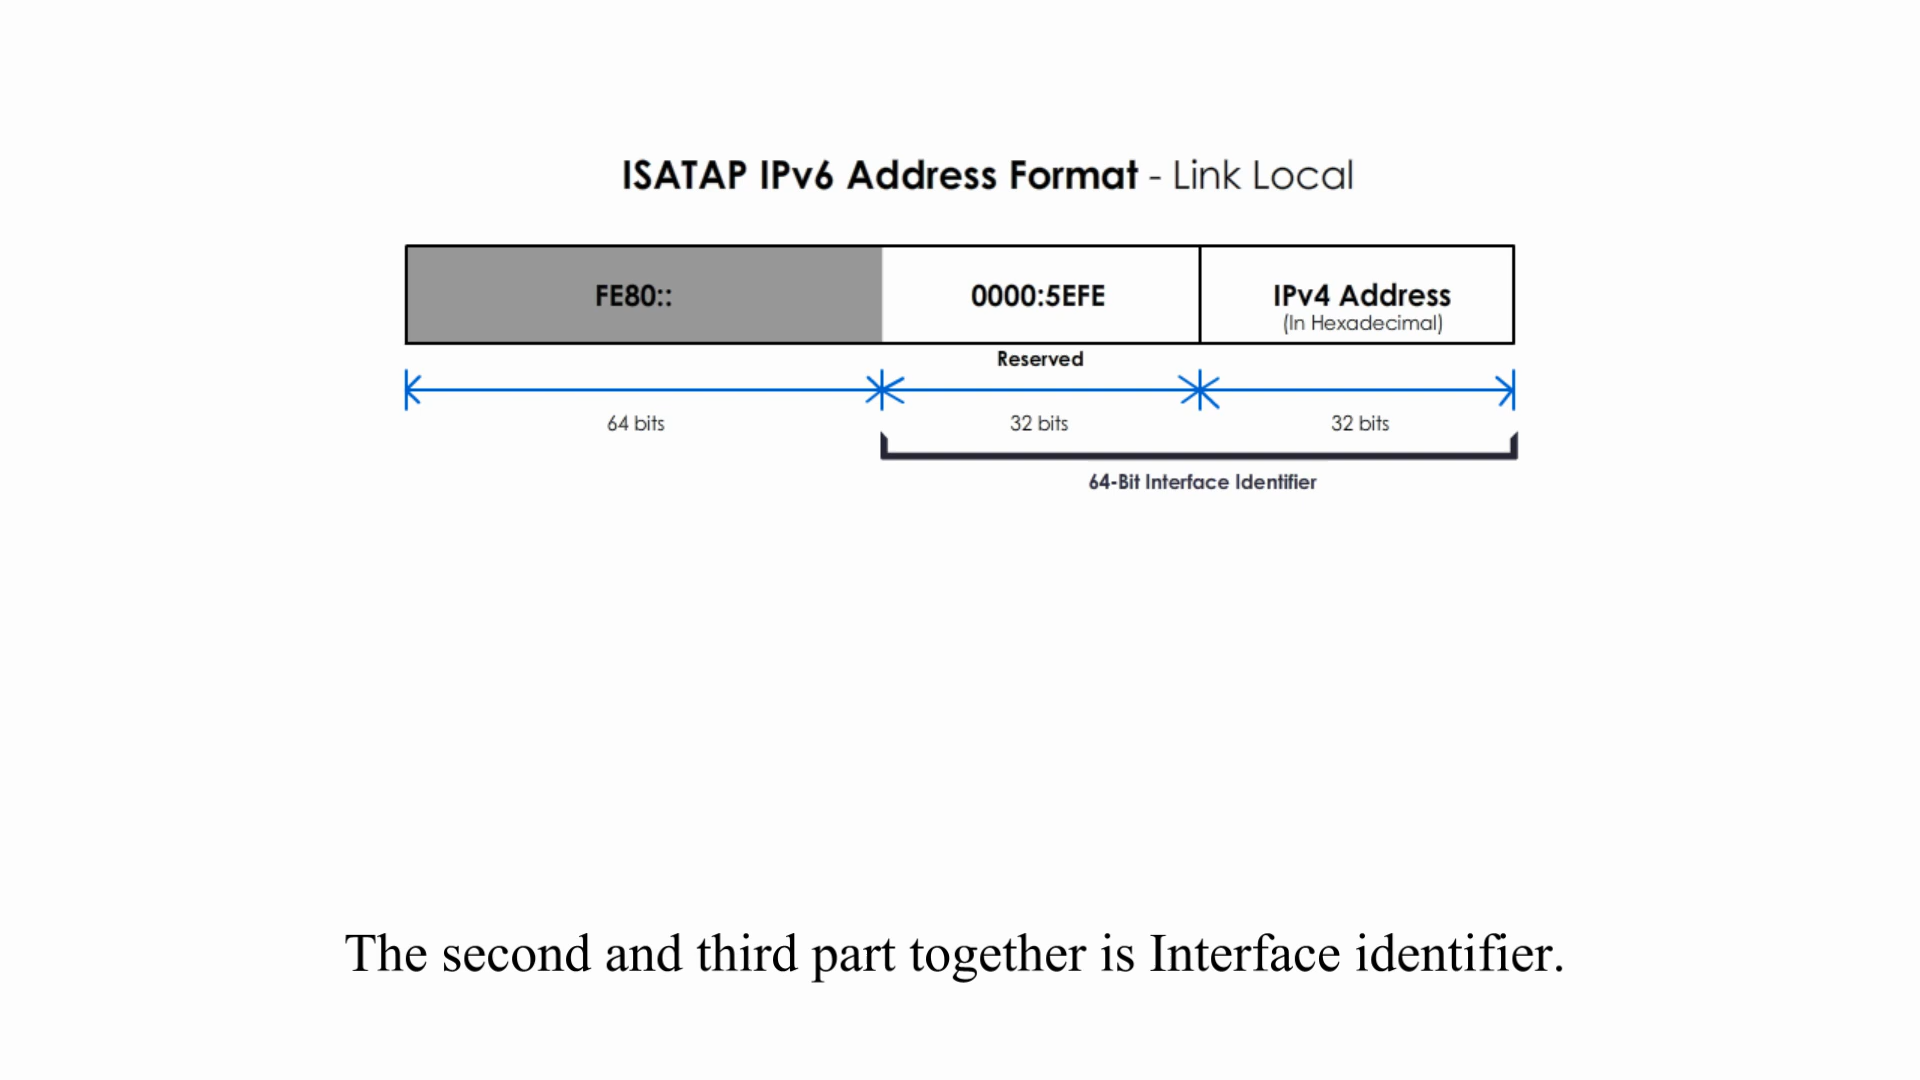 ISATAP IPv6 Address Format - Link Local
FE80::
0000:5EFE
IPv4 Address
(In Hexadecimal)
Reserved
64 bits
32 bits
32 bits
64-Bit Interface Identifier
The second and third part together is Interface identifier.